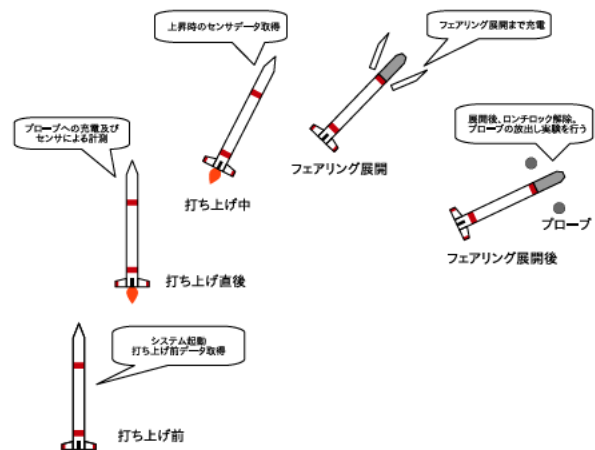 上昇時のセンサデータ取得
フェアリング展開まで充電
展開後、ロンチロック解除。
プローブの放出し実験を行う
プローブへの充電及び
センサによる計測
フェアリング展開
打ち上げ中
プローブ
フェアリング展開後
打ち上げ直後
システム起動
打ち上げ前データ取得
打ち上げ前